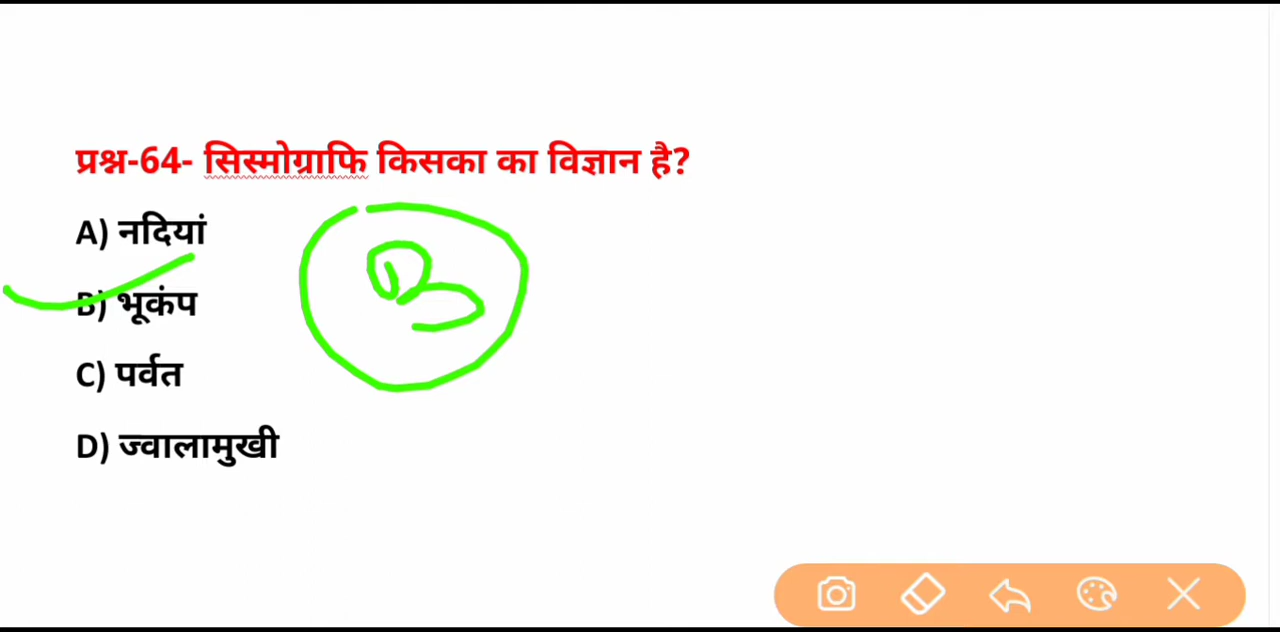 प्रश्न-64- सिस्मोग्राफि किसका का विज्ञान है?
A) नदियां
B) भूकंप
B
C) पर्वत
D) ज्वालामुखी